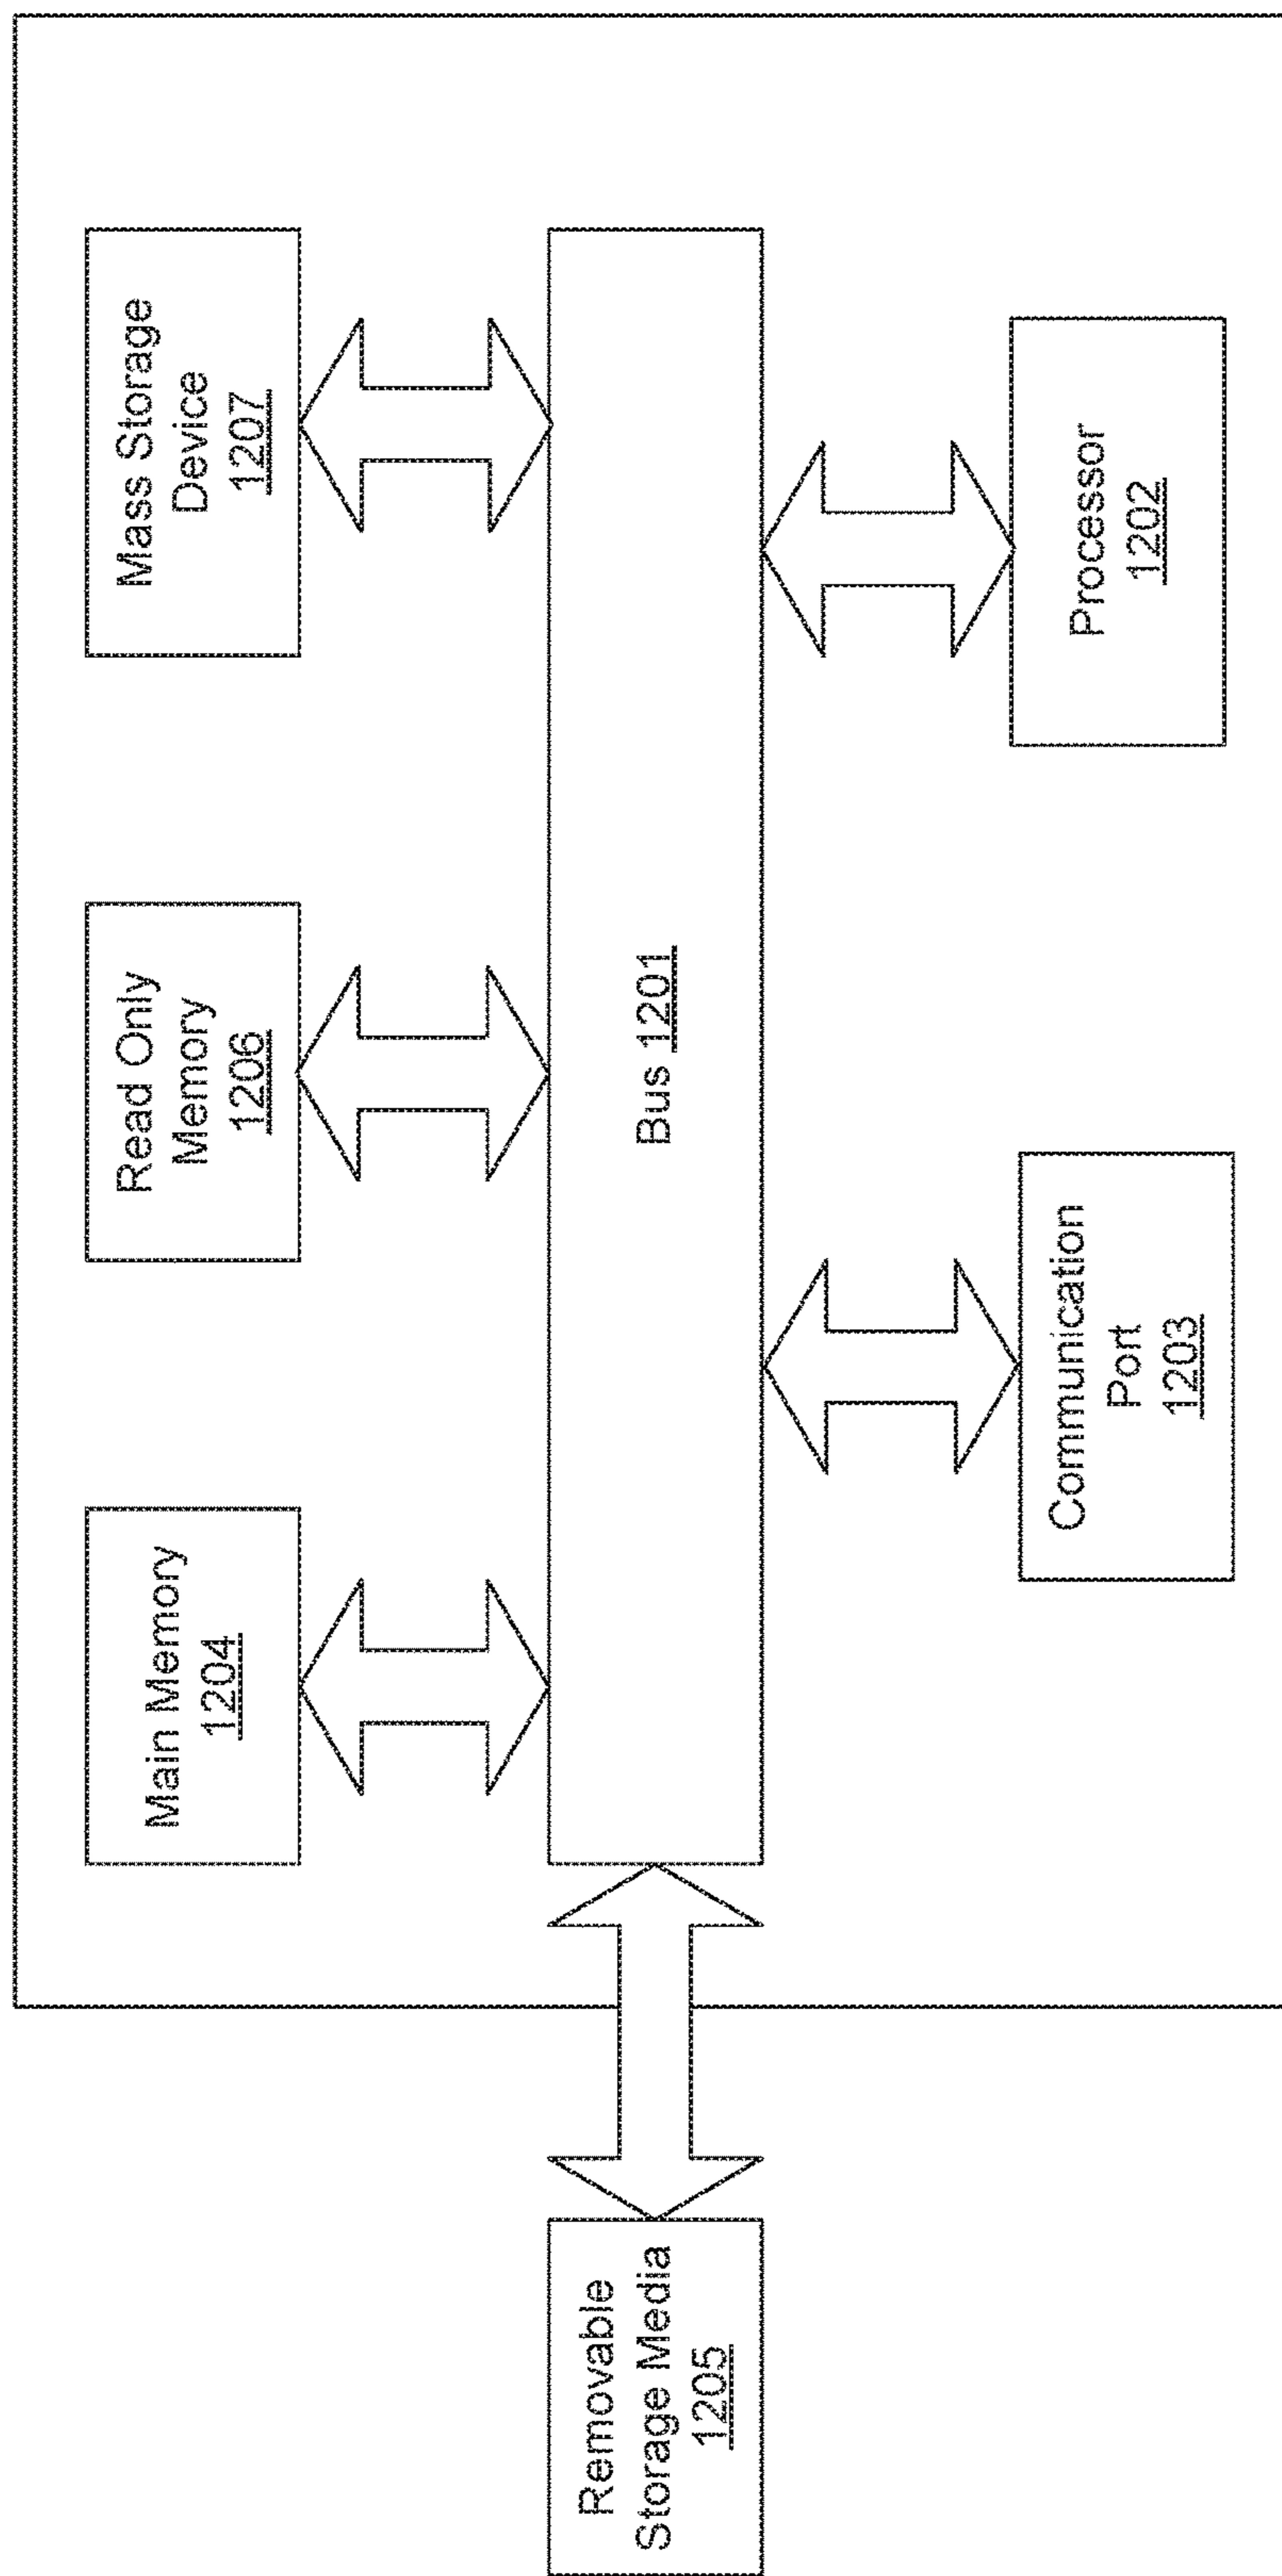 Main Memory
1204
Read Only
Memory
1206
Mass Storage
Device
1207
Removable
Storage Media
1205
Bus 1201
Communication
Port
1203
Processor
1202